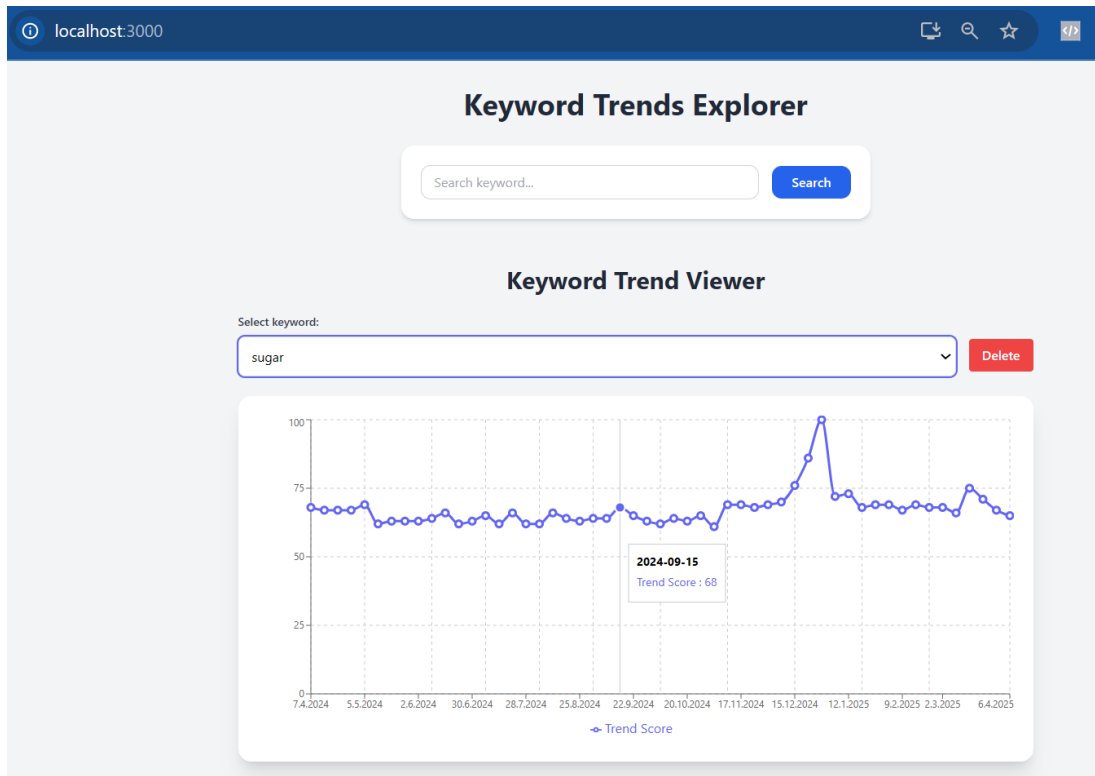 localhost:3000
Keyword Trends Explorer
Search keyword...
Search
Keyword Trend Viewer
Select keyword:
sugar
Delete
100
75
50
25
0
2024-09-15
Trend Score : 68
7.4.2024 5.5.2024 2.6.2024 30.6.2024 28.7.2024 25.8.2024 22.9.2024 20.10.2024 17.11.2024 15.12.2024 12.1.2025 9.2.2025 2.3.2025 6.4.2025
Trend Score